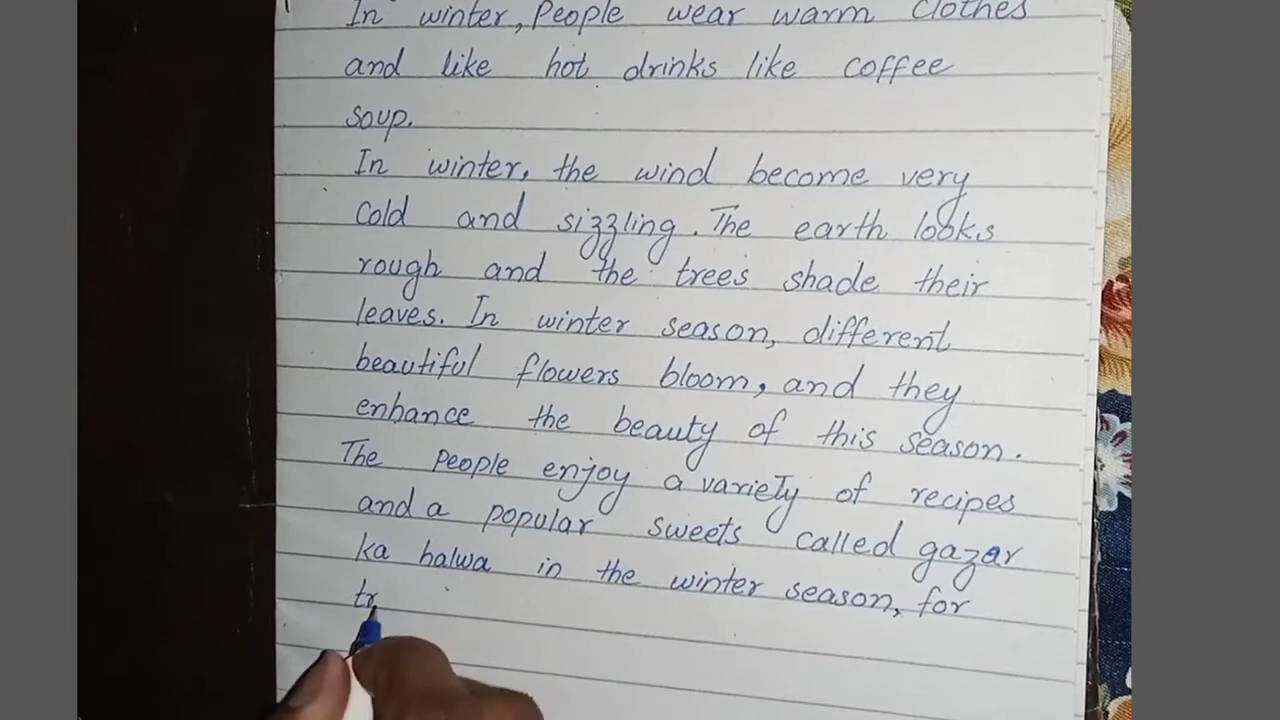 In winter, People wear warm clothes
and like hot drinks like coffee
soup.
In winter, the wind become very
cold and sizzling. The earth looks
rough and the trees shade their
leaves. In winter season, different
beautiful flowers bloom, and they
enhance the beauty of this season.
The people enjoy a variety of recipes
and a popular sweets called gazar
ka halwa in the winter season, for
tr